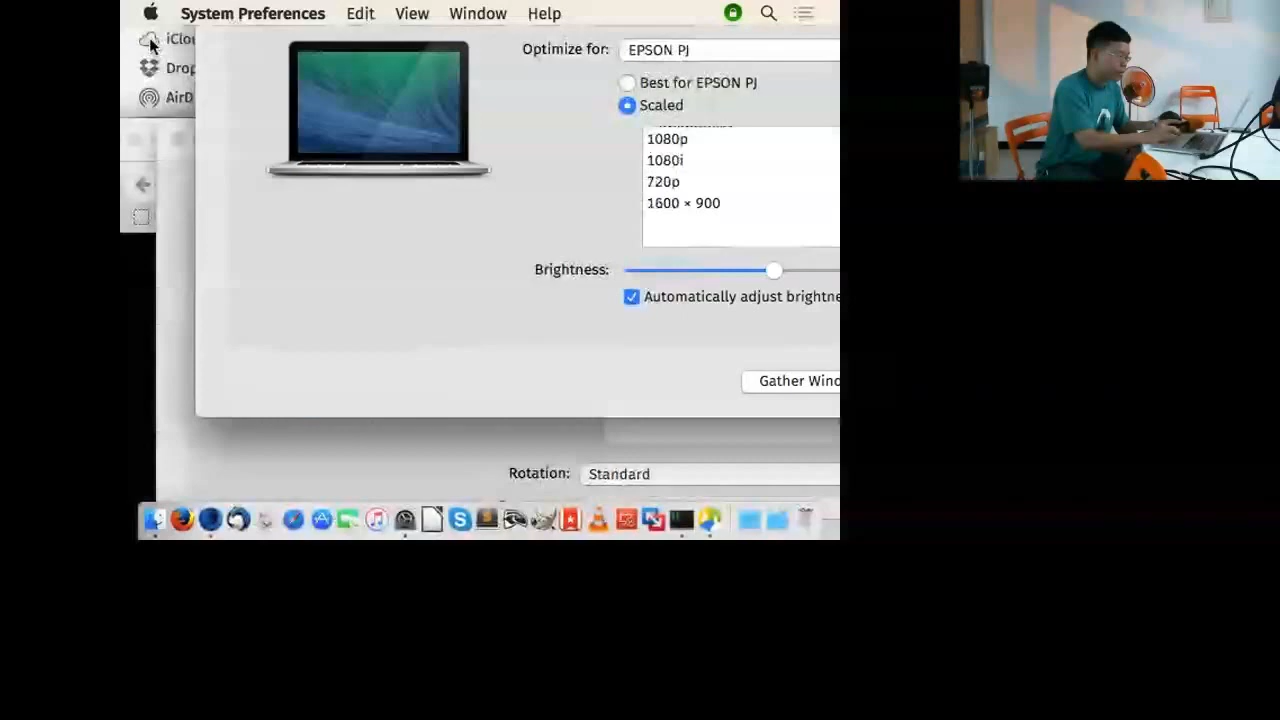 System Preferences Edit View Window Help
iClou
Drop
AirD
Optimize for: EPSON PJ
Best for EPSON PJ
Scaled
1080p
1080i
720p
1600 × 900
Brightness:
Automatically adjust brightne
Gather Wind
Rotation: Standard